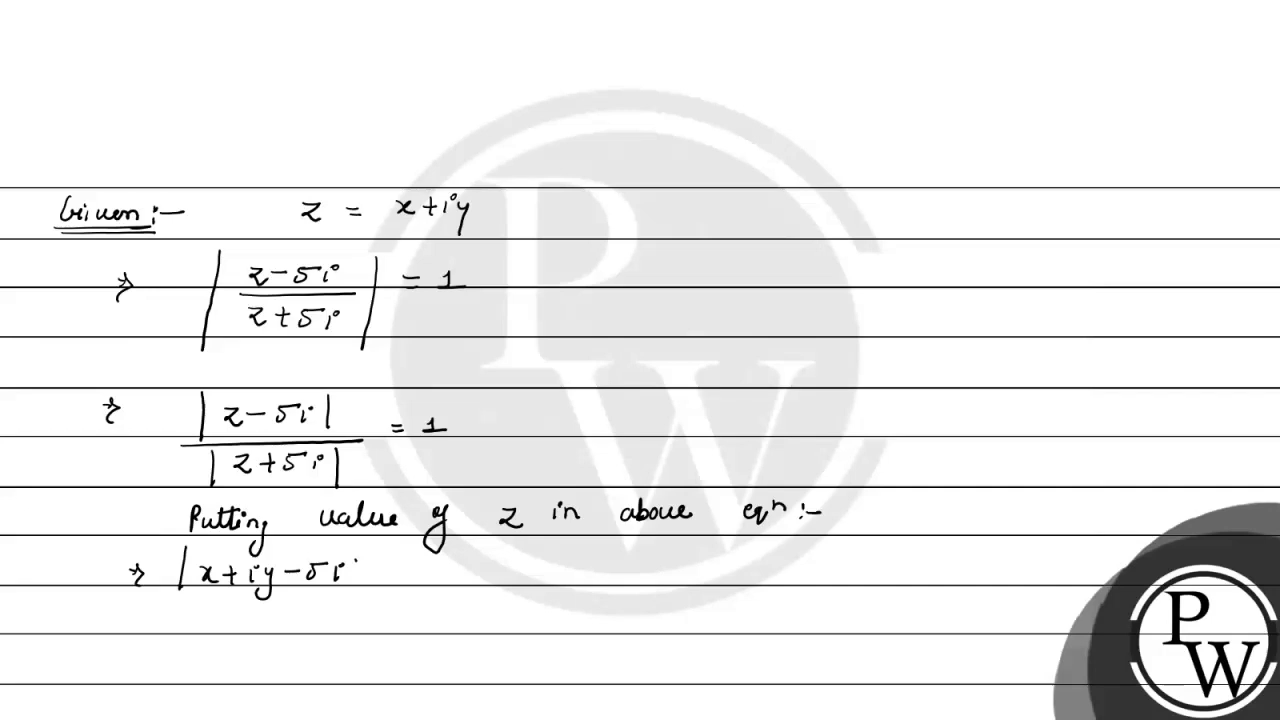 Given:- z = x+iy
⇒ | z-5i / z+5i | = 1
⇒ |z-5i| / |z+5i| = 1
Putting value of z in above eqn:-
⇒ |x+iy-5i
PW
PW